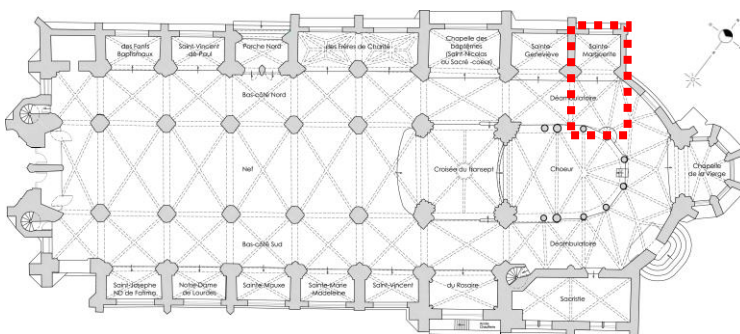 des Fonts
Baptismaux
Saint-Vincent
de-Paul
Porche Nord
des Frères de Charité
Chapelle des
baptêmes
(Saint-Nicolas
ou Sacré-coeur)
Sainte-
Geneviève
Sainte-
Marguerite
Bas-côté Nord
Déambulatoire
Nef
Croisée du transept
Choeur
Chapelle
de la Vierge
Bas-côté Sud
Déambulatoire
Saint-Josephe
ND de Fatima
Notre-Dame
de Lourdes
Sainte-Mauxe
Sainte-Marie
Madeleine
Saint-Vincent
du Rosaire
Sacristie